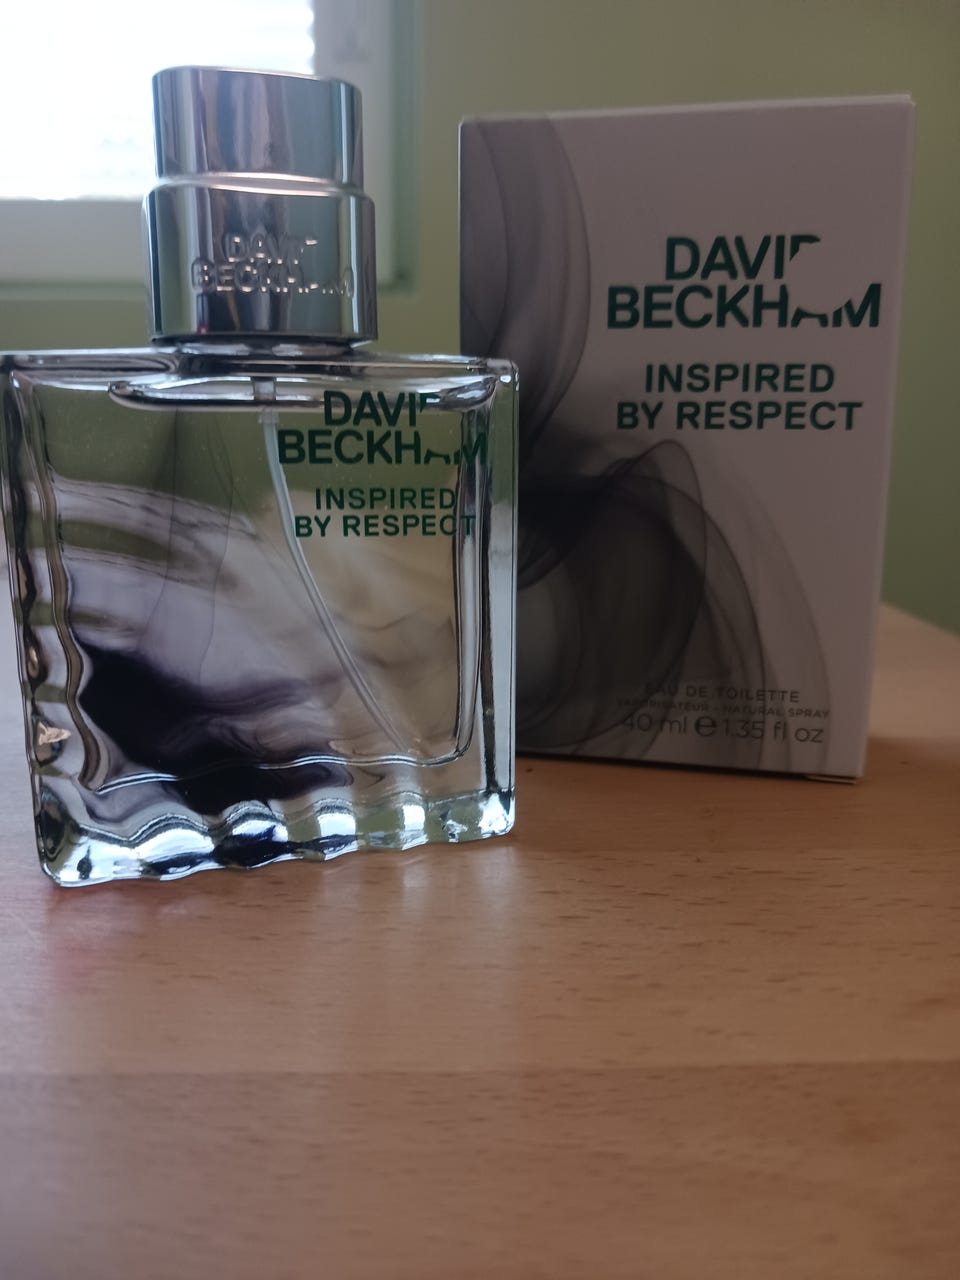 DAVID
BECKHAM
DAVID
BECKHAM
INSPIRED
BY RESPECT
DAVID
BECKHAM
INSPIRED
BY RESPECT
EAU DE TOILETTE
VAPORISATEUR - NATURAL SPRAY
40 ml e 1.35 fl oz